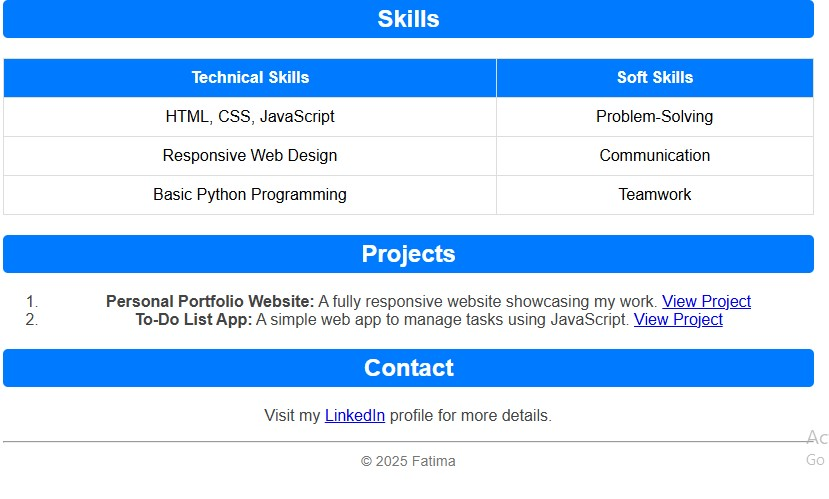 Skills
Technical Skills Soft Skills
HTML, CSS, JavaScript Problem-Solving
Responsive Web Design Communication
Basic Python Programming Teamwork
Projects
1. Personal Portfolio Website: A fully responsive website showcasing my work. View Project
2. To-Do List App: A simple web app to manage tasks using JavaScript. View Project
Contact
Visit my LinkedIn profile for more details.
Ac
© 2025 Fatima
Go